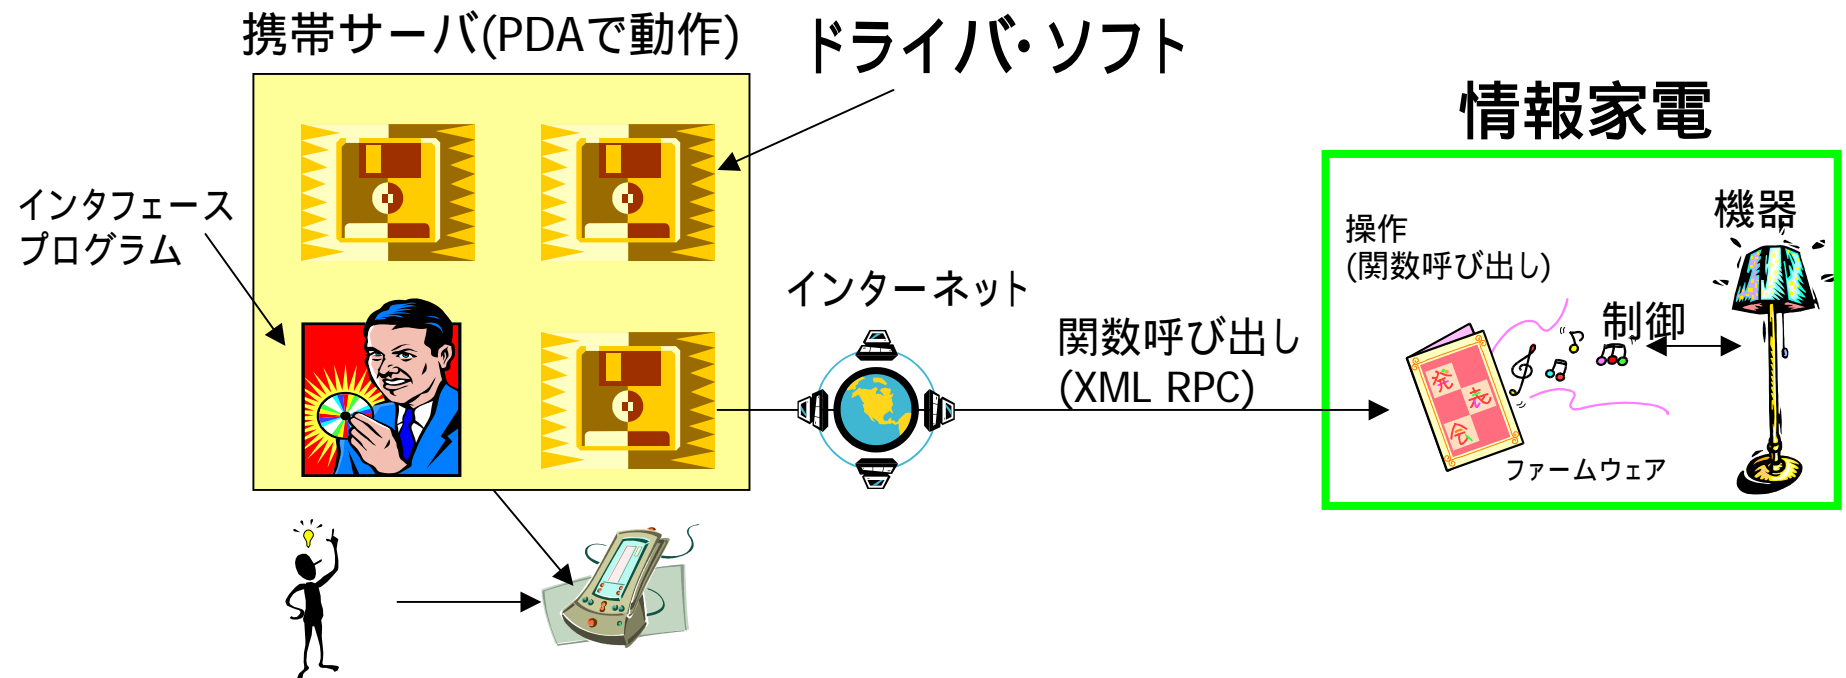 携帯サーバ(PDAで動作)
ドライバ・ソフト
情報家電
インタフェース
プログラム
インターネット
関数呼び出し
(XML RPC)
操作
(関数呼び出し)
機器
制御
発
表
会
ファームウェア